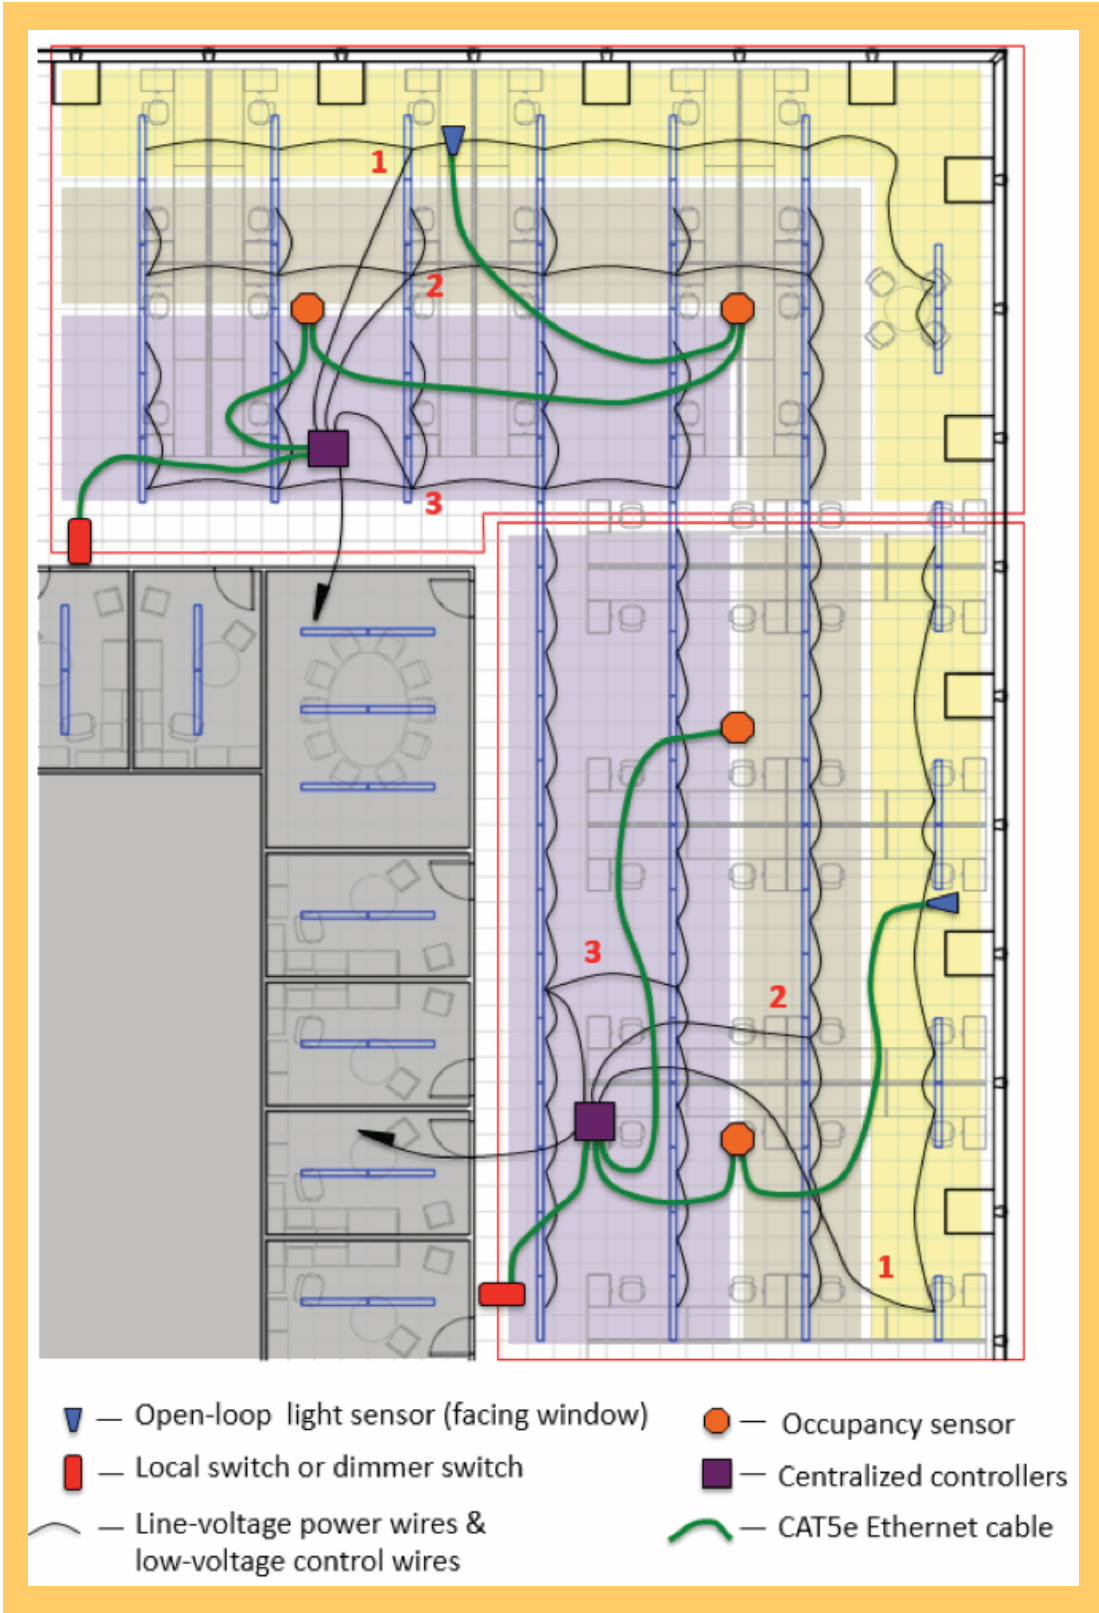 1
2
3
3
2
1
Open-loop light sensor (facing window)
Occupancy sensor
Local switch or dimmer switch
Centralized controllers
Line-voltage power wires &
low-voltage control wires
CAT5e Ethernet cable